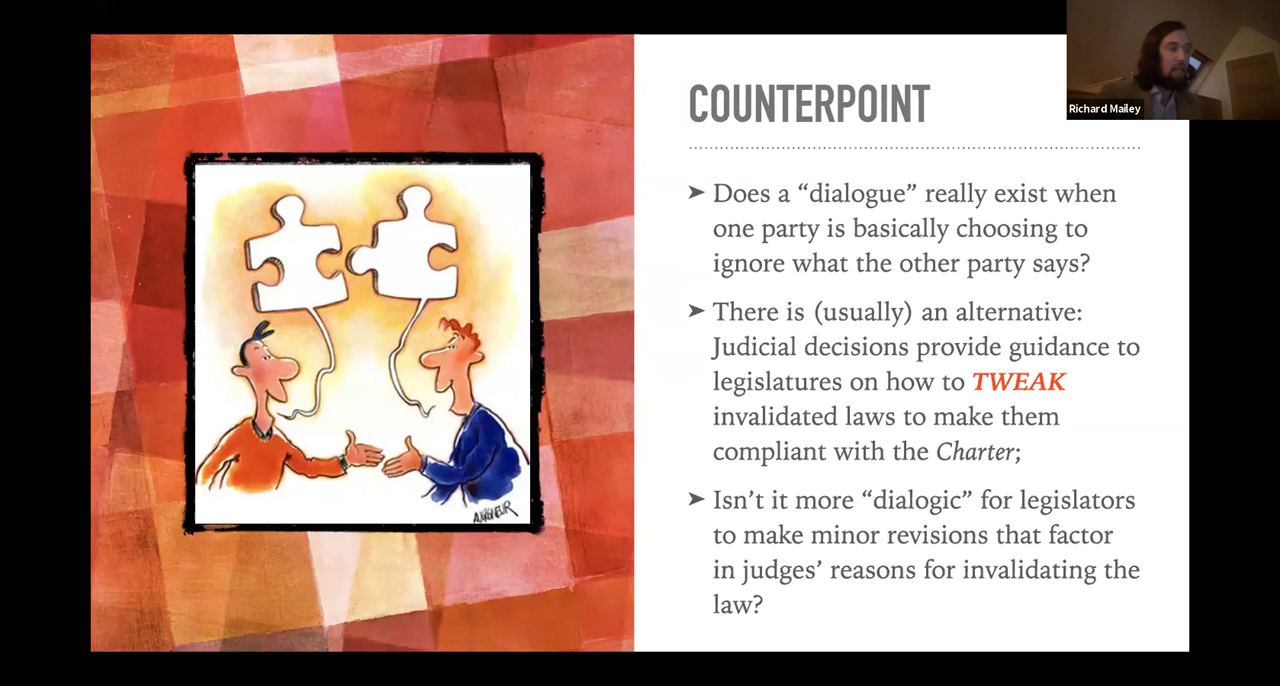 COUNTERPOINT
Richard Mailey
➤ Does a “dialogue” really exist when
one party is basically choosing to
ignore what the other party says?
➤ There is (usually) an alternative:
Judicial decisions provide guidance to
legislatures on how to TWEAK
invalidated laws to make them
compliant with the Charter;
➤ Isn’t it more “dialogic” for legislators
to make minor revisions that factor
in judges’ reasons for invalidating the
law?